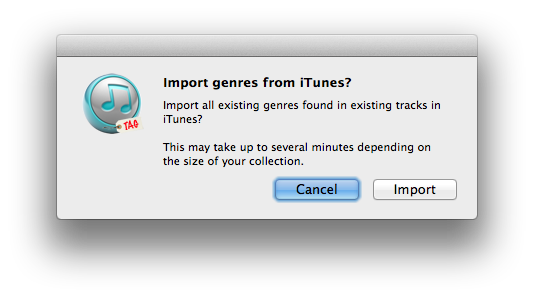 TAG
Import genres from iTunes?
Import all existing genres found in existing tracks in
iTunes?
This may take up to several minutes depending on
the size of your collection.
Cancel
Import